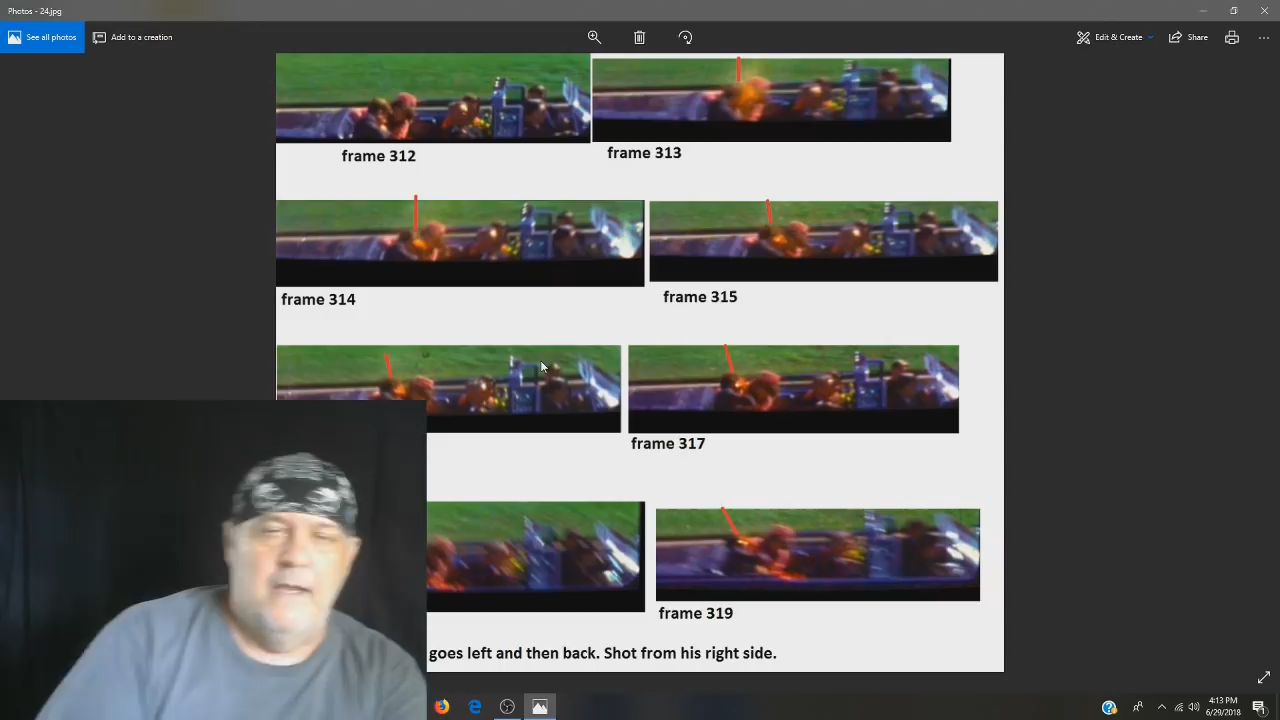 Photos - 24.jpg
See all photos
Add to a creation
Edit & Create
Share
frame 312
frame 313
frame 314
frame 315
frame 317
frame 319
goes left and then back. Shot from his right side.
4:13 PM
6/29/2018